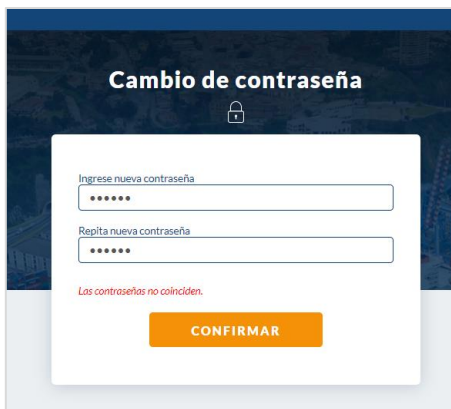 Cambio de contraseña
Ingrese nueva contraseña
••••••
Repita nueva contraseña
••••••
Las contraseñas no coinciden.
CONFIRMAR